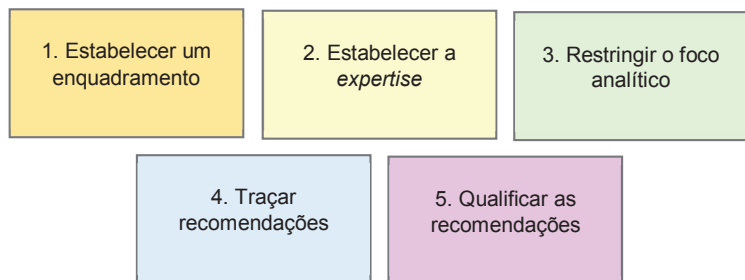 1. Estabelecer um
enquadramento
2. Estabelecer a
expertise
3. Restringir o foco
analítico
4. Traçar
recomendações
5. Qualificar as
recomendações